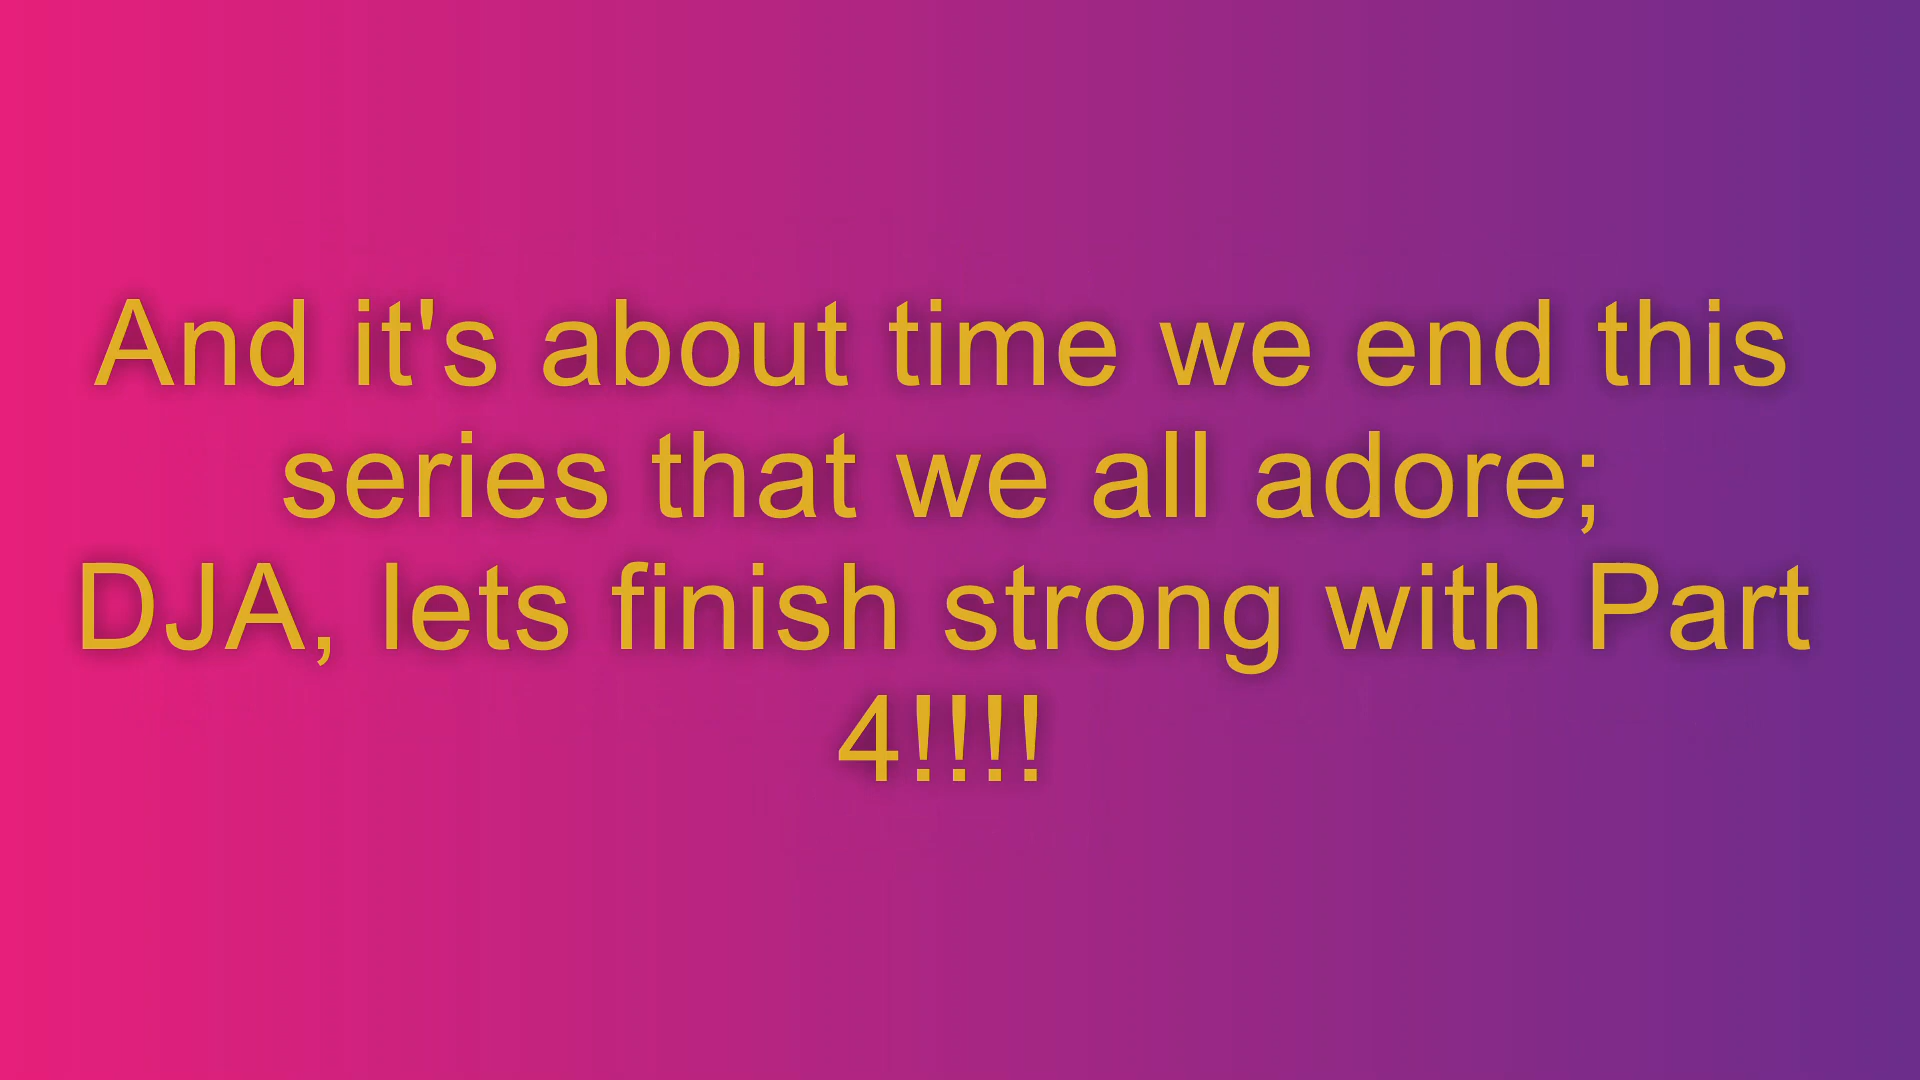 And it's about time we end this
series that we all adore;
DJA, lets finish strong with Part
4!!!!